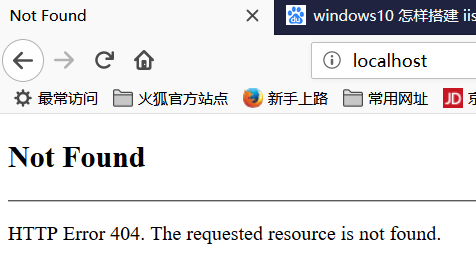 Not Found
windows10 怎样搭建 iis
localhost
最常访问 火狐官方站点 新手上路 常用网址 JD
Not Found
HTTP Error 404. The requested resource is not found.